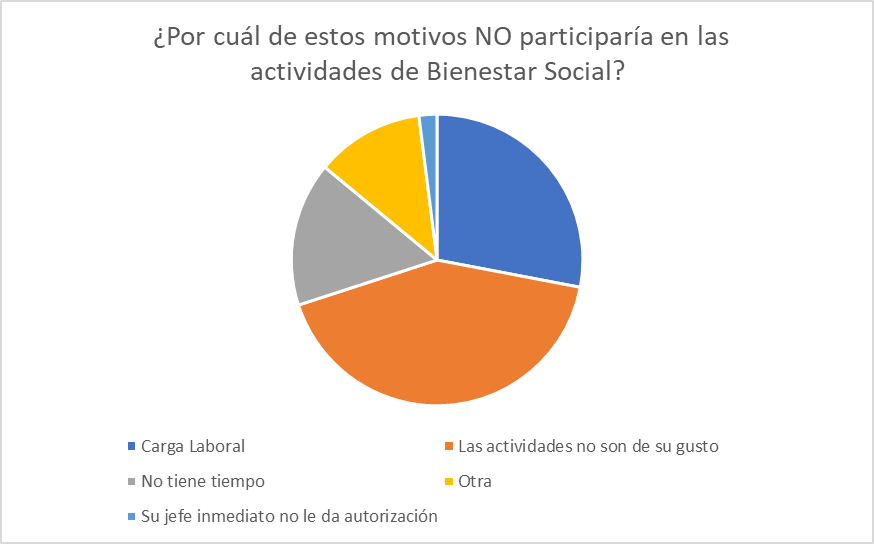 ¿Por cuál de estos motivos NO participaría en las
actividades de Bienestar Social?
Carga Laboral
Las actividades no son de su gusto
No tiene tiempo
Otra
Su jefe inmediato no le da autorización